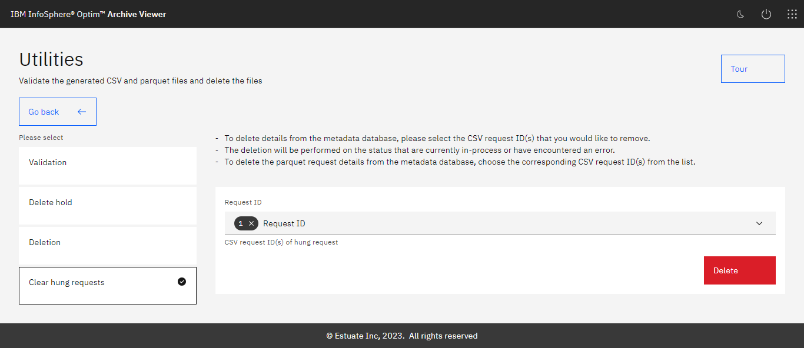 IBM InfoSphere® Optim™ Archive Viewer
Utilities
Validate the generated CSV and parquet files and delete the files
Tour
Go back
Please select
Validation
Delete hold
Deletion
Clear hung requests
- To delete details from the metadata database, please select the CSV request ID(s) that you would like to remove.
- The deletion will be performed on the status that are currently in-process or have encountered an error.
- To delete the parquet request details from the metadata database, choose the corresponding CSV request ID(s) from the list.
Request ID
1 × Request ID
CSV request ID(s) of hung request
Delete
© Estuate Inc, 2023. All rights reserved